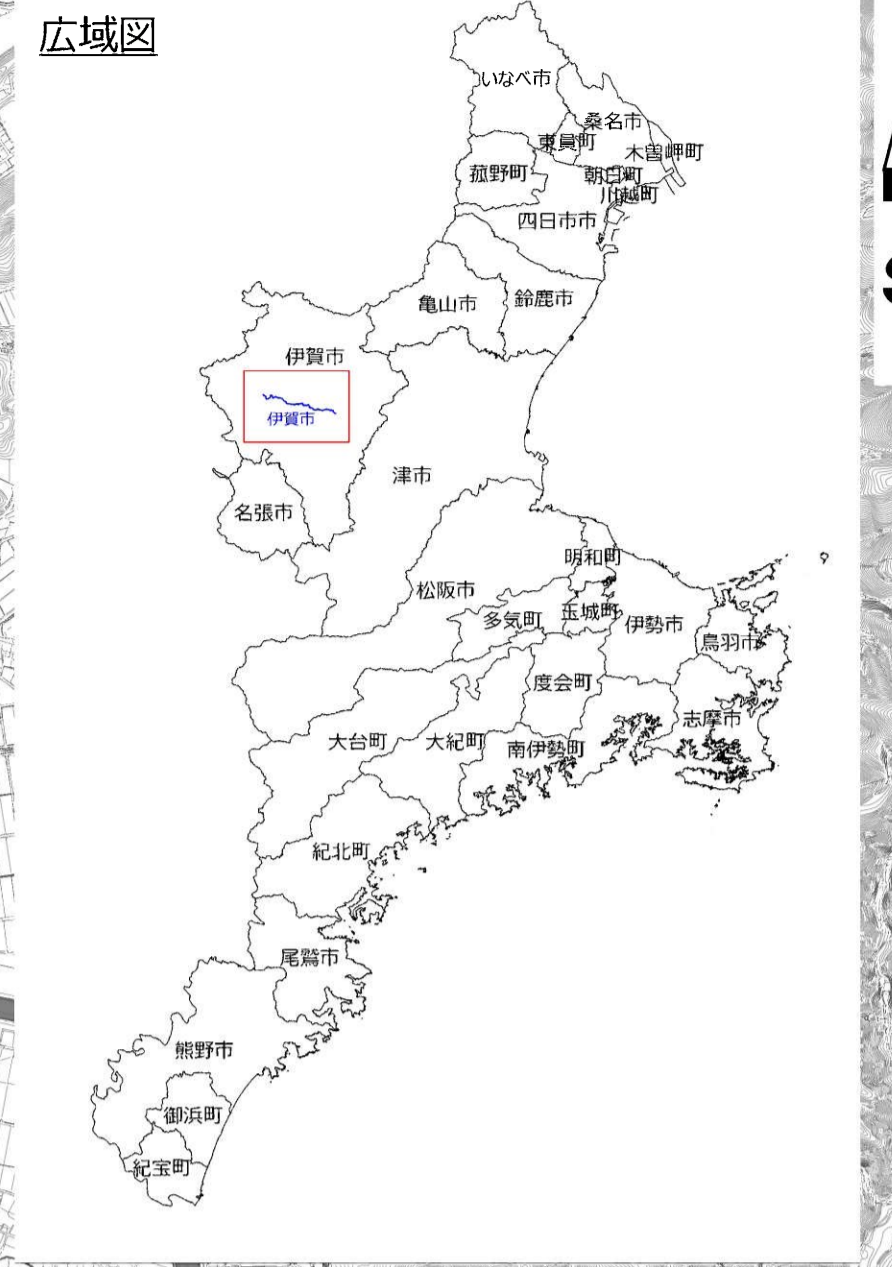 広域図
いなべ市
桑名市
東員町
木曽岬町
菰野町
朝日町
川越町
四日市市
亀山市
鈴鹿市
伊賀市
伊賀市
津市
名張市
明和町
松阪市
多気町
玉城町
伊勢市
鳥羽市
度会町
志摩市
大台町
大紀町
南伊勢町
紀北町
尾鷲市
熊野市
御浜町
紀宝町